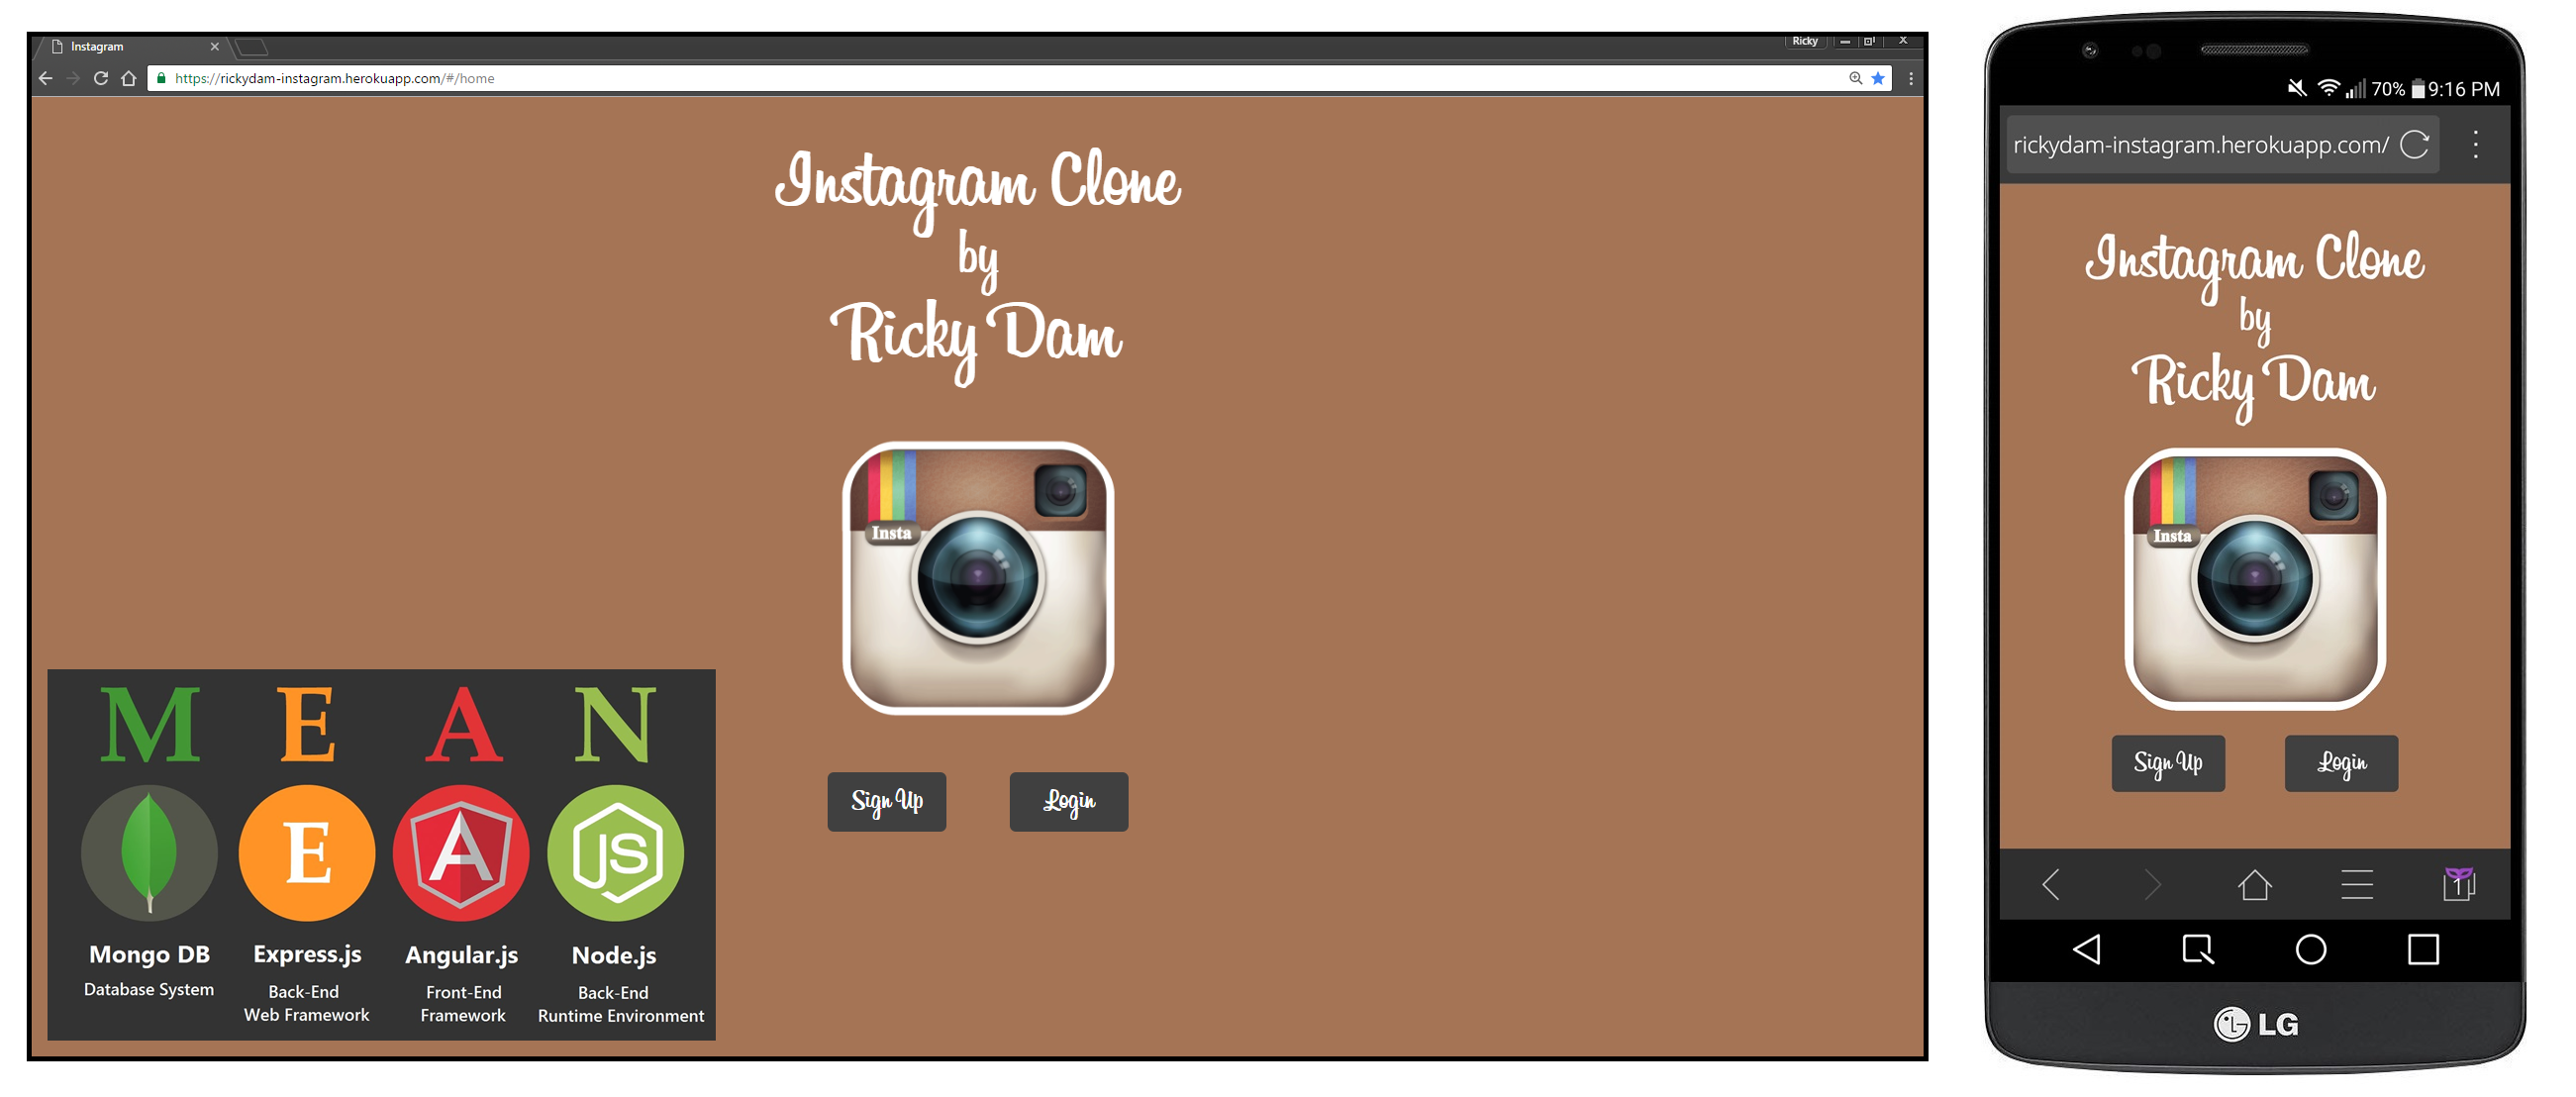 Instagram
Ricky
https://rickydam-instagram.herokuapp.com/#/home
Instagram Clone
by
Ricky Dam
Insta
Sign Up Login
M E A N
E A JS
Mongo DB Express.js Angular.js Node.js
Database System Back-End Front-End Back-End
Web Framework Framework Runtime Environment
70% 9:16 PM
rickydam-instagram.herokuapp.com/
Instagram Clone
by
Ricky Dam
Insta
Sign Up Login
1
LG LG